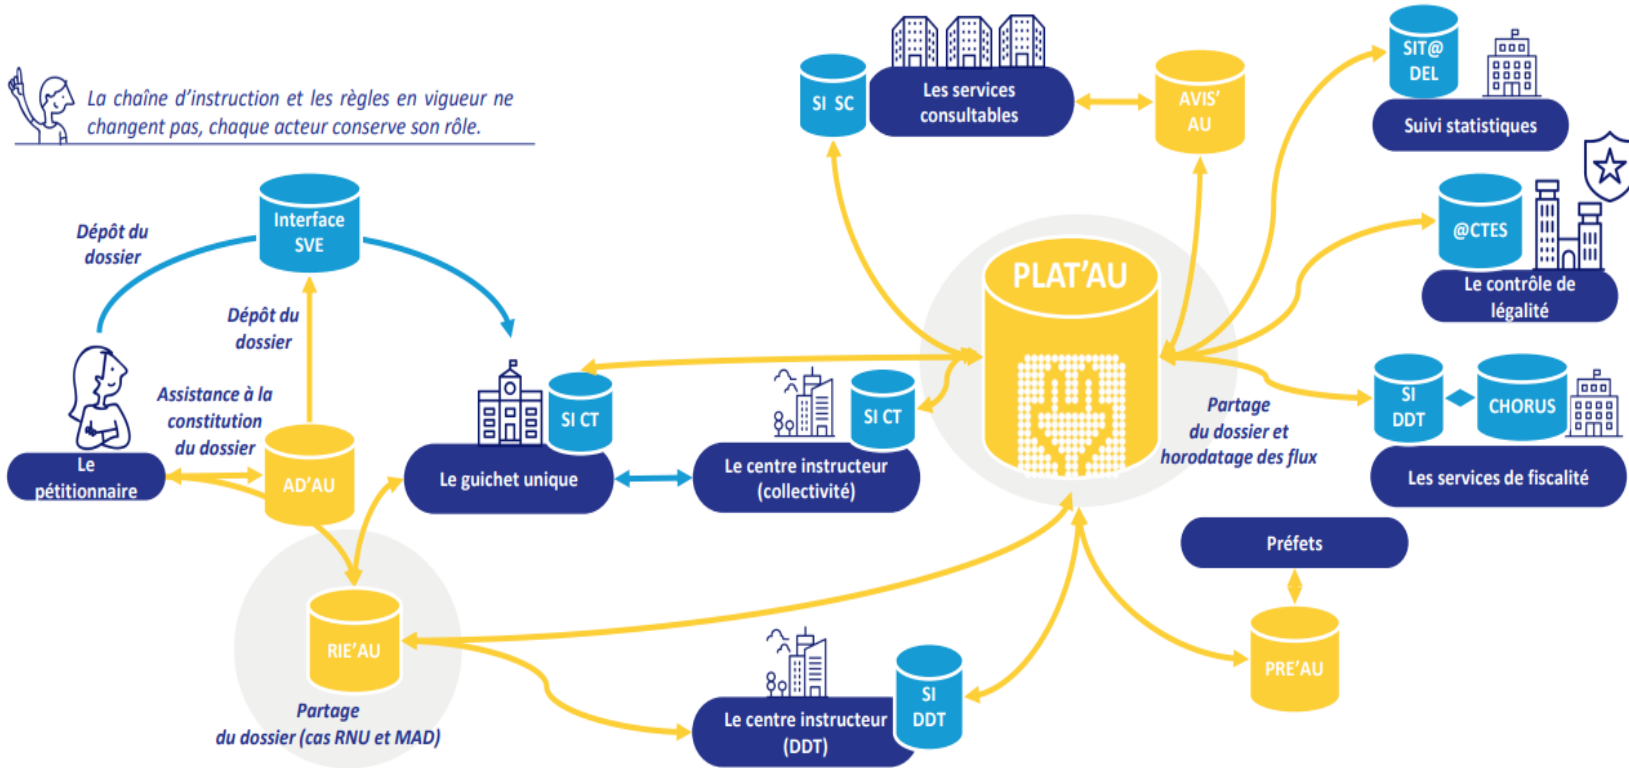 La chaîne d'instruction et les règles en vigueur ne
changent pas, chaque acteur conserve son rôle.
Interface
SVE
Dépôt du
dossier
Dépôt du
dossier
Assistance à la
constitution
du dossier
Le
pétitionnaire
AD'AU
SI CT
Le guichet unique
SI CT
Le centre instructeur
(collectivité)
RIE'AU
Partage
du dossier (cas RNU et MAD)
SI
DDT
Le centre instructeur
(DDT)
SI SC
Les services
consultables
AVIS'
AU
PLAT'AU
Partage
du dossier et
horodatage des flux
SIT@
DEL
Suivi statistiques
@CTES
Le contrôle de
légalité
SI
DDT
CHORUS
Les services de fiscalité
Préfets
PRE'AU